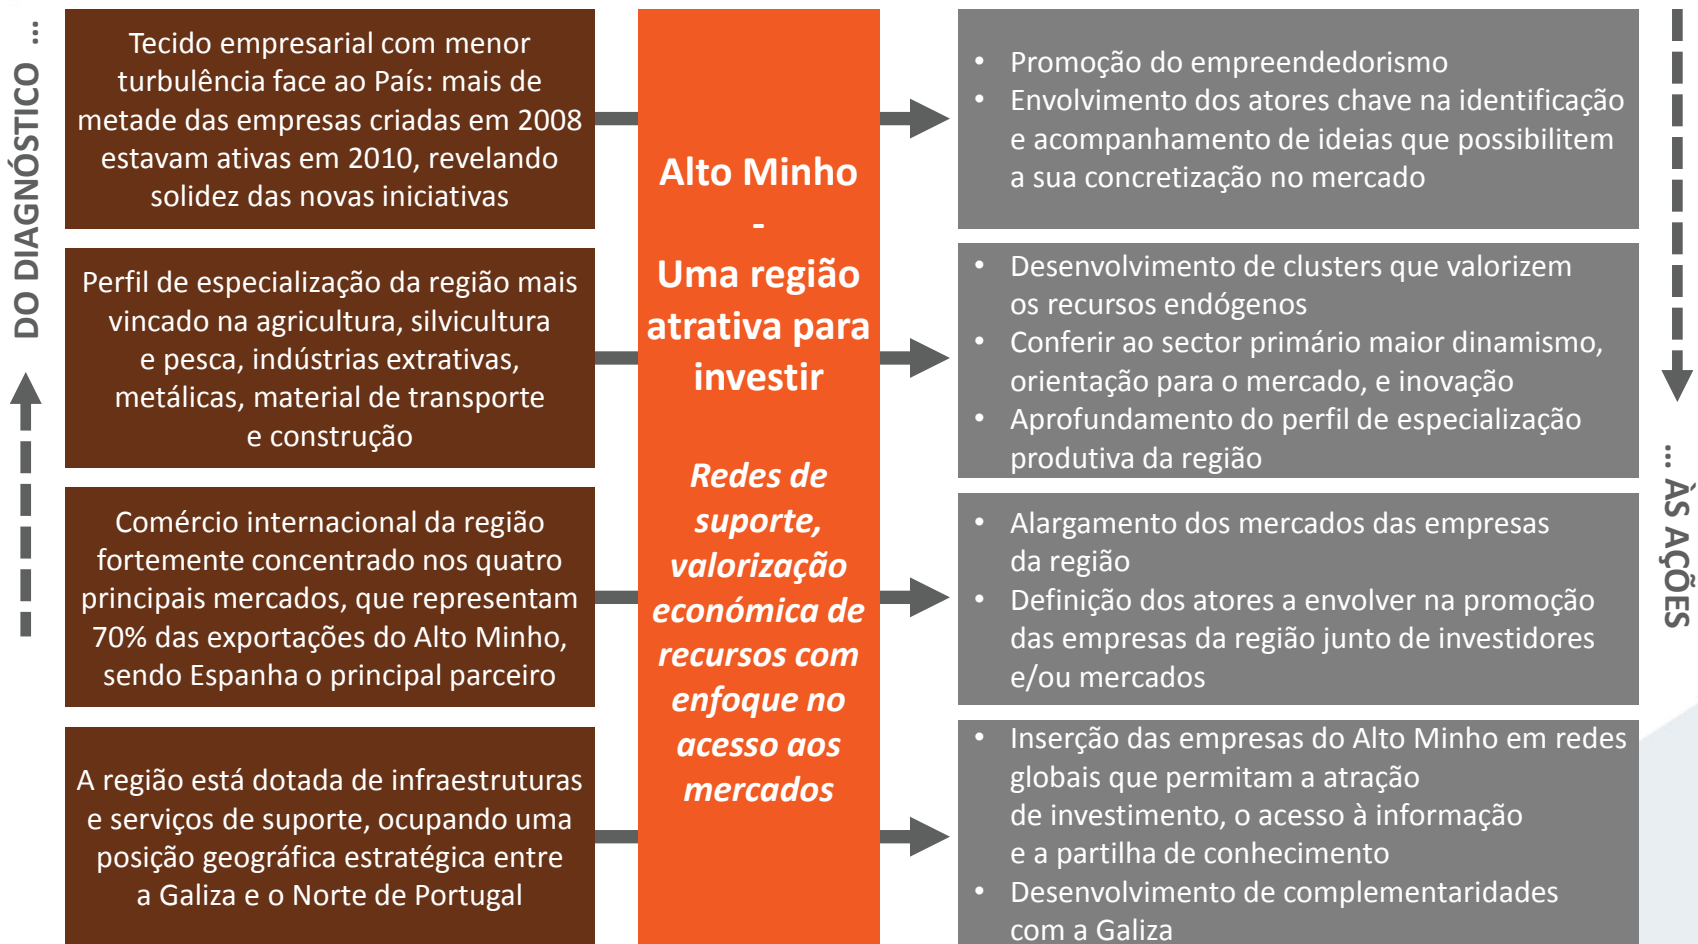 DO DIAGNÓSTICO ...
Tecido empresarial com menor
turbulência face ao País: mais de
metade das empresas criadas em 2008
estavam ativas em 2010, revelando
solidez das novas iniciativas
Perfil de especialização da região mais
vincado na agricultura, silvicultura
e pesca, indústrias extrativas,
metálicas, material de transporte
e construção
Comércio internacional da região
fortemente concentrado nos quatro
principais mercados, que representam
70% das exportações do Alto Minho,
sendo Espanha o principal parceiro
A região está dotada de infraestruturas
e serviços de suporte, ocupando uma
posição geográfica estratégica entre
a Galiza e o Norte de Portugal
Alto Minho
-
Uma região
atrativa para
investir
Redes de
suporte,
valorização
económica de
recursos com
enfoque no
acesso aos
mercados
• Promoção do empreendedorismo
• Envolvimento dos atores chave na identificação
e acompanhamento de ideias que possibilitem
a sua concretização no mercado
• Desenvolvimento de clusters que valorizem
os recursos endógenos
• Conferir ao sector primário maior dinamismo,
orientação para o mercado, e inovação
• Aprofundamento do perfil de especialização
produtiva da região
• Alargamento dos mercados das empresas
da região
• Definição dos atores a envolver na promoção
das empresas da região junto de investidores
e/ou mercados
• Inserção das empresas do Alto Minho em redes
globais que permitam a atração
de investimento, o acesso à informação
e a partilha de conhecimento
• Desenvolvimento de complementaridades
com a Galiza
... ÀS AÇÕES